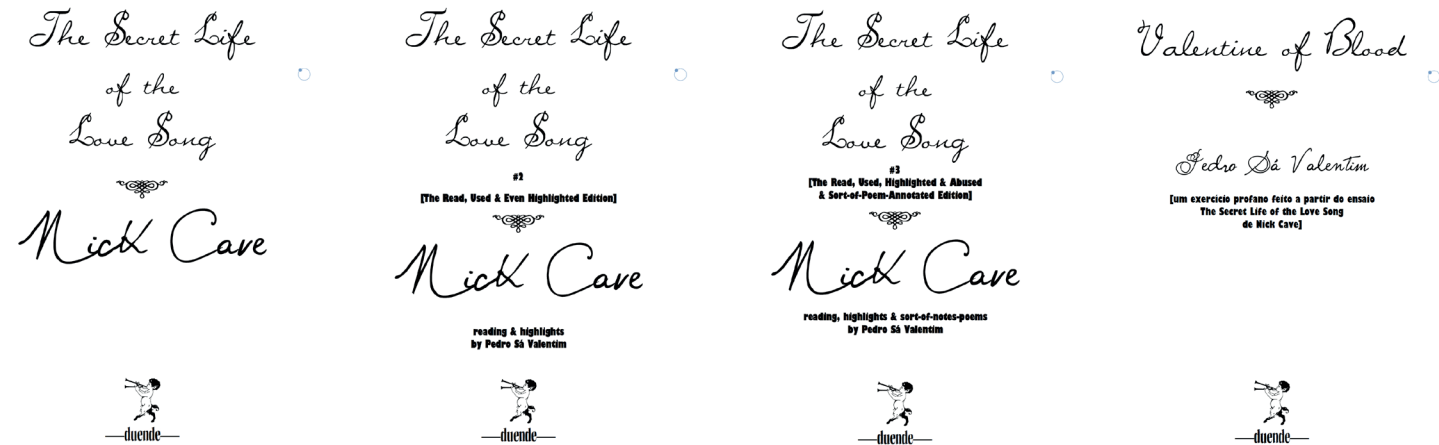 The Secret Life
of the
Love Song
Nick Cave
duende
The Secret Life
of the
Love Song
#2
[The Read, Used & Even Highlighted Edition]
Nick Cave
reading & highlights
by Pedro Sá Valentim
duende
The Secret Life
of the
Love Song
#3
[The Read, Used, Highlighted & Abused
& Sort-of-Poem-Annotated Edition]
Nick Cave
reading, highlights & sort-of-notes-poems
by Pedro Sá Valentim
duende
Valentine of Blood
Pedro Sá Valentim
[um exercício profano feito a partir do ensaio
The Secret Life of the Love Song
de Nick Cave]
duende